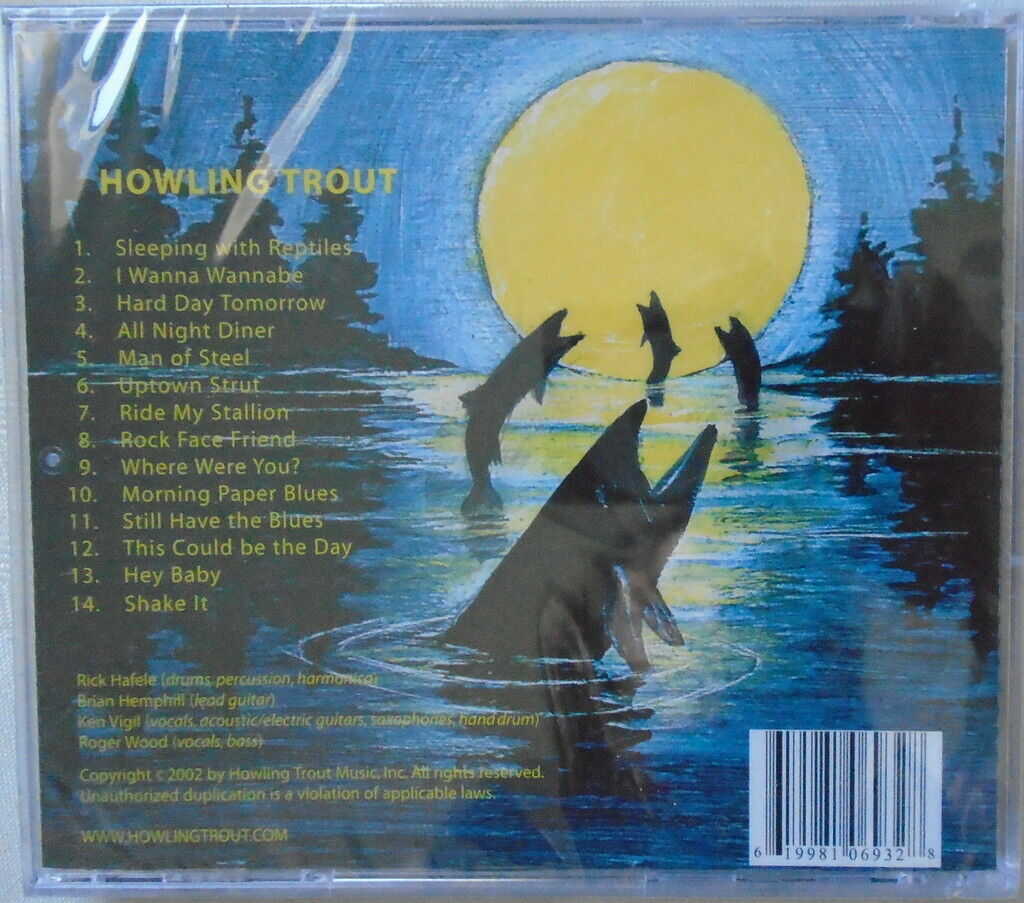 HOWLING TROUT
1. Sleeping with Reptiles
2. I Wanna Wannabe
3. Hard Day Tomorrow
4. All Night Diner
5. Man of Steel
6. Uptown Strut
7. Ride My Stallion
8. Rock Face Friend
9. Where Were You?
10. Morning Paper Blues
11. Still Have the Blues
12. This Could be the Day
13. Hey Baby
14. Shake It
Rick Hafele (drums, percussion, harmonica)
Brian Hemphill (lead guitar)
Ken Vigil (vocals, acoustic/electric guitars, saxophones, hand drum)
Roger Wood (vocals, bass)
Copyright © 2002 by Howling Trout Music, Inc. All rights reserved.
Unauthorized duplication is a violation of applicable laws.
WWW.HOWLINGTROUT.COM
6 19981 06932 8